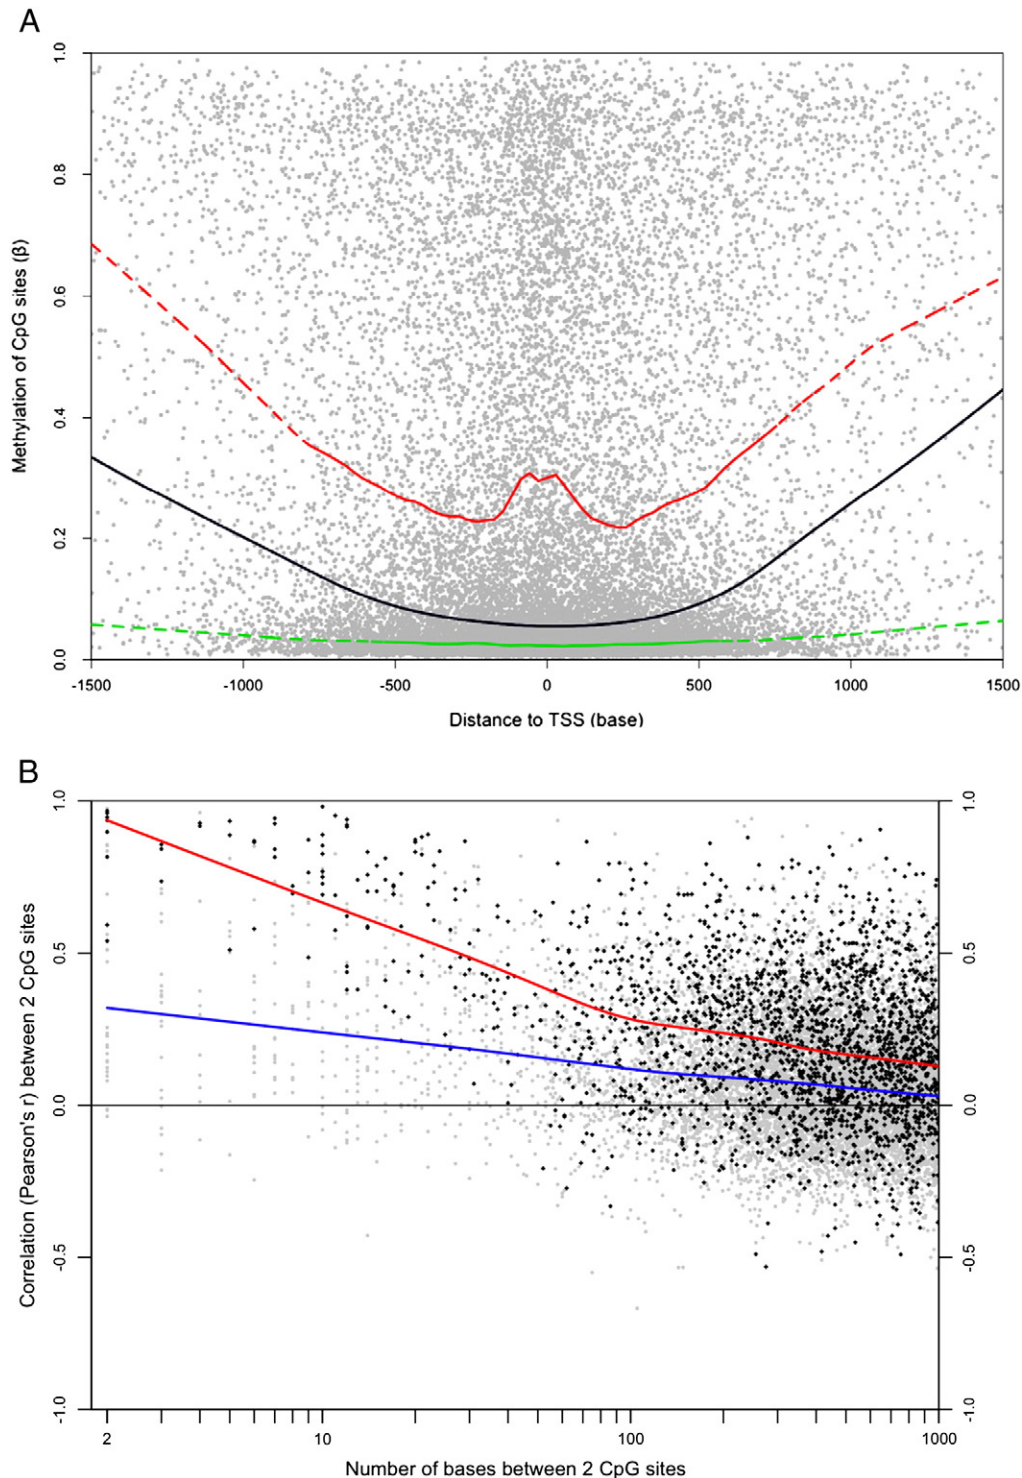 A
Methylation of CpG sites (β)
1.0
0.8
0.6
0.4
0.2
0.0
-1500 -1000 -500 0 500 1000 1500
Distance to TSS (base)
B
Correlation (Pearson's r) between 2 CpG sites
1.0 1.0
0.5 0.5
0.0 0.0
-0.5 -0.5
-1.0 -1.0
2 10 100 1000
Number of bases between 2 CpG sites